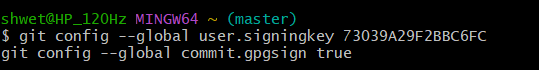 shwet@HP_120Hz MINGW64 ~ (master)
$ git config --global user.signingkey 73039A29F2BBC6FC
git config --global commit.gpgsign true